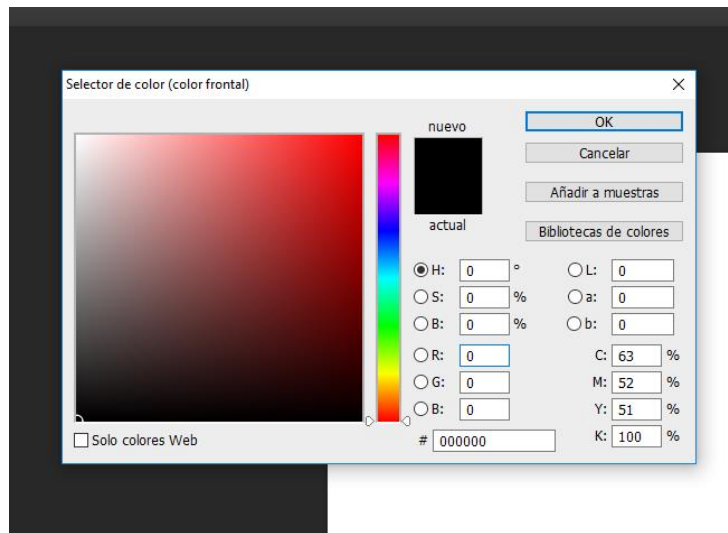 Selector de color (color frontal)
nuevo
actual
OK
Cancelar
Añadir a muestras
Bibliotecas de colores
H: 0 °
S: 0 %
B: 0 %
R: 0
G: 0
B: 0
# 000000
L: 0
a: 0
b: 0
C: 63 %
M: 52 %
Y: 51 %
K: 100 %
Solo colores Web